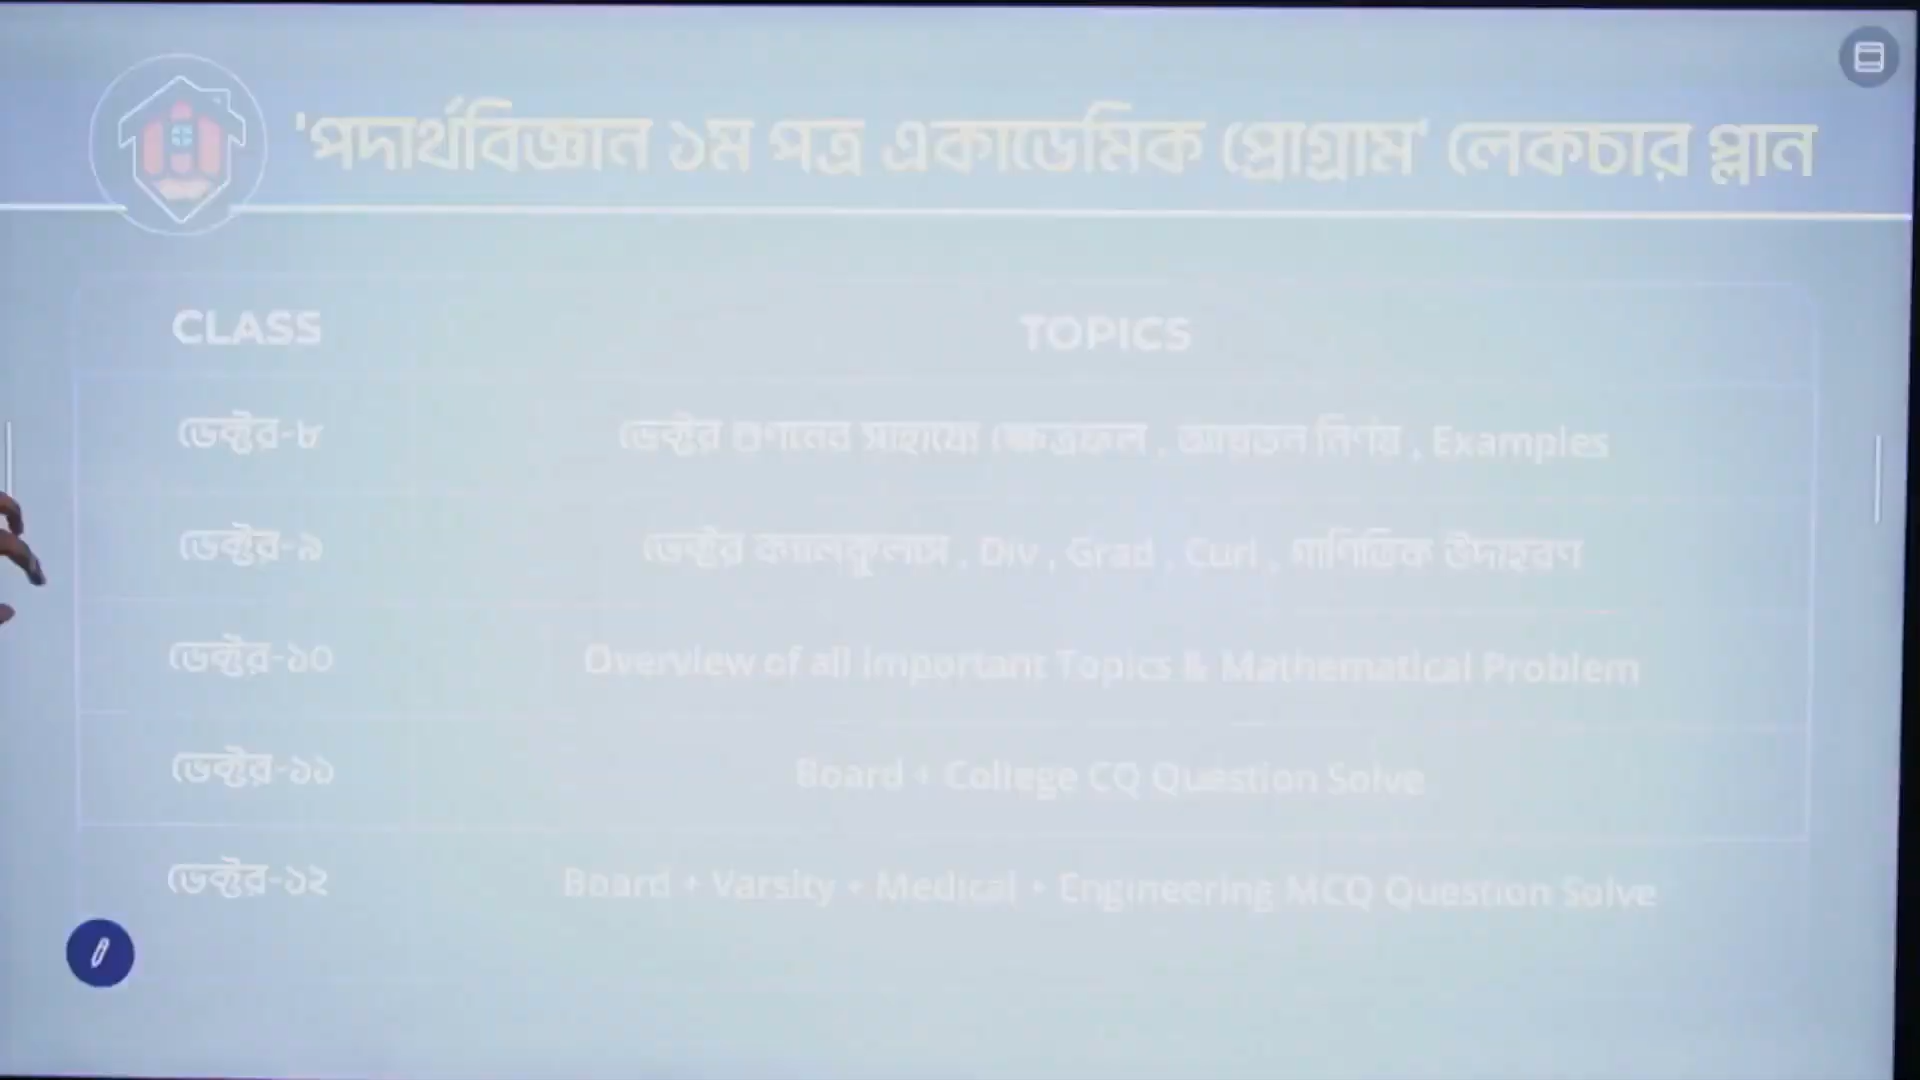 'পদার্থবিজ্ঞান ১ম পত্র একাডেমিক প্রোগ্রাম' লেকচার প্লান
CLASS TOPICS
ভেক্টর-৮ ভেক্টর গুণনের সাহায্যে ক্ষেত্রফল , আয়তন নির্ণয় , Examples
ভেক্টর-৯ ভেক্টর ক্যালকুলাস , Div , Grad , Curl , গাণিতিক উদাহরণ
ভেক্টর-১০ Overview of all important Topics & Mathematical Problem
ভেক্টর-১১ Board + College CQ Question Solve
ভেক্টর-১২ Board + Varsity + Medical + Engineering MCQ Question Solve